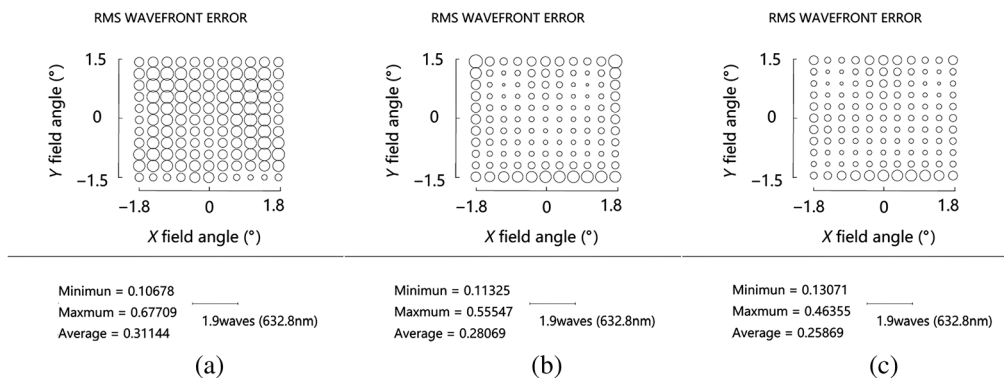 RMS WAVEFRONT ERROR
1.5
0
−1.5
Y field angle (°)
−1.8 0 1.8
X field angle (°)
Minimun = 0.10678
Maxmum = 0.67709
Average = 0.31144
1.9waves (632.8nm)
(a)
RMS WAVEFRONT ERROR
1.5
0
−1.5
Y field angle (°)
−1.8 0 1.8
X field angle (°)
Minimun = 0.11325
Maxmum = 0.55547
Average = 0.28069
1.9waves (632.8nm)
(b)
RMS WAVEFRONT ERROR
1.5
0
−1.5
Y field angle (°)
−1.8 0 1.8
X field angle (°)
Minimun = 0.13071
Maxmum = 0.46355
Average = 0.25869
1.9waves (632.8nm)
(c)